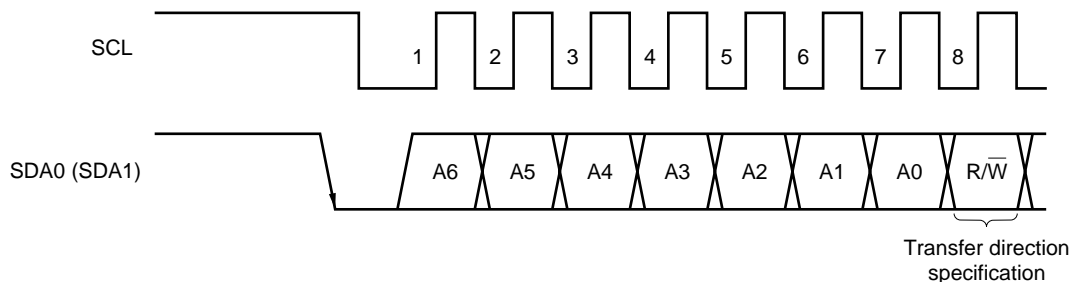 SCL
1 2 3 4 5 6 7 8
SDA0 (SDA1)
A6 A5 A4 A3 A2 A1 A0 R/W̅
Transfer direction
specification